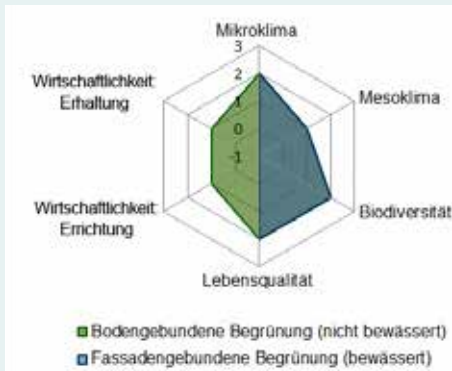 Mikroklima
3
2
1
0
-1
Wirtschaftlichkeit:
Erhaltung
Mesoklima
Wirtschaftlichkeit:
Errichtung
Biodiversität
Lebensqualität
Bodengebundene Begrünung (nicht bewässert)
Fassadengebundene Begrünung (bewässert)